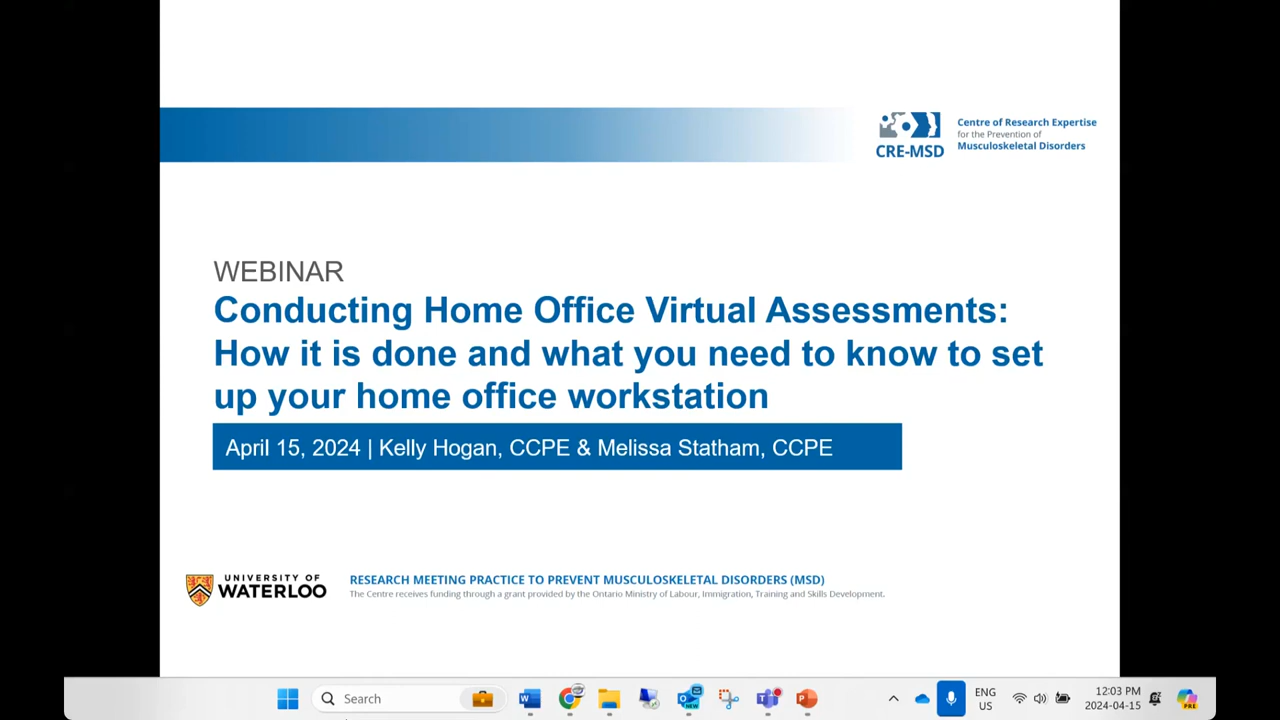 CRE-MSD
Centre of Research Expertise
for the Prevention of
Musculoskeletal Disorders
WEBINAR
Conducting Home Office Virtual Assessments:
How it is done and what you need to know to set
up your home office workstation
April 15, 2024 | Kelly Hogan, CCPE & Melissa Statham, CCPE
UNIVERSITY OF
WATERLOO
RESEARCH MEETING PRACTICE TO PREVENT MUSCULOSKELETAL DISORDERS (MSD)
The Centre receives funding through a grant provided by the Ontario Ministry of Labour, Immigration, Training and Skills Development.
Search
NEW
ENG
US
12:03 PM
2024-04-15
PRE